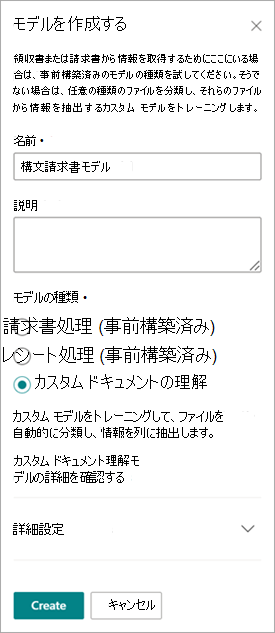 モデルを作成する
領収書または請求書から情報を取得するためにここにいる場
合は、事前構築済みのモデルの種類を試してください。そうで
ない場合は、任意の種類のファイルを分類し、それらのファイル
から情報を抽出するカスタム モデルをトレーニングします。
名前 *
構文請求書モデル
説明
モデルの種類 *
請求書処理 (事前構築済み)
レシート処理 (事前構築済み)
カスタム ドキュメントの理解
カスタム モデルをトレーニングして、ファイルを
自動的に分類し、情報を列に抽出します。
カスタム ドキュメント理解モ
デルの詳細を確認する
詳細設定
Create
キャンセル